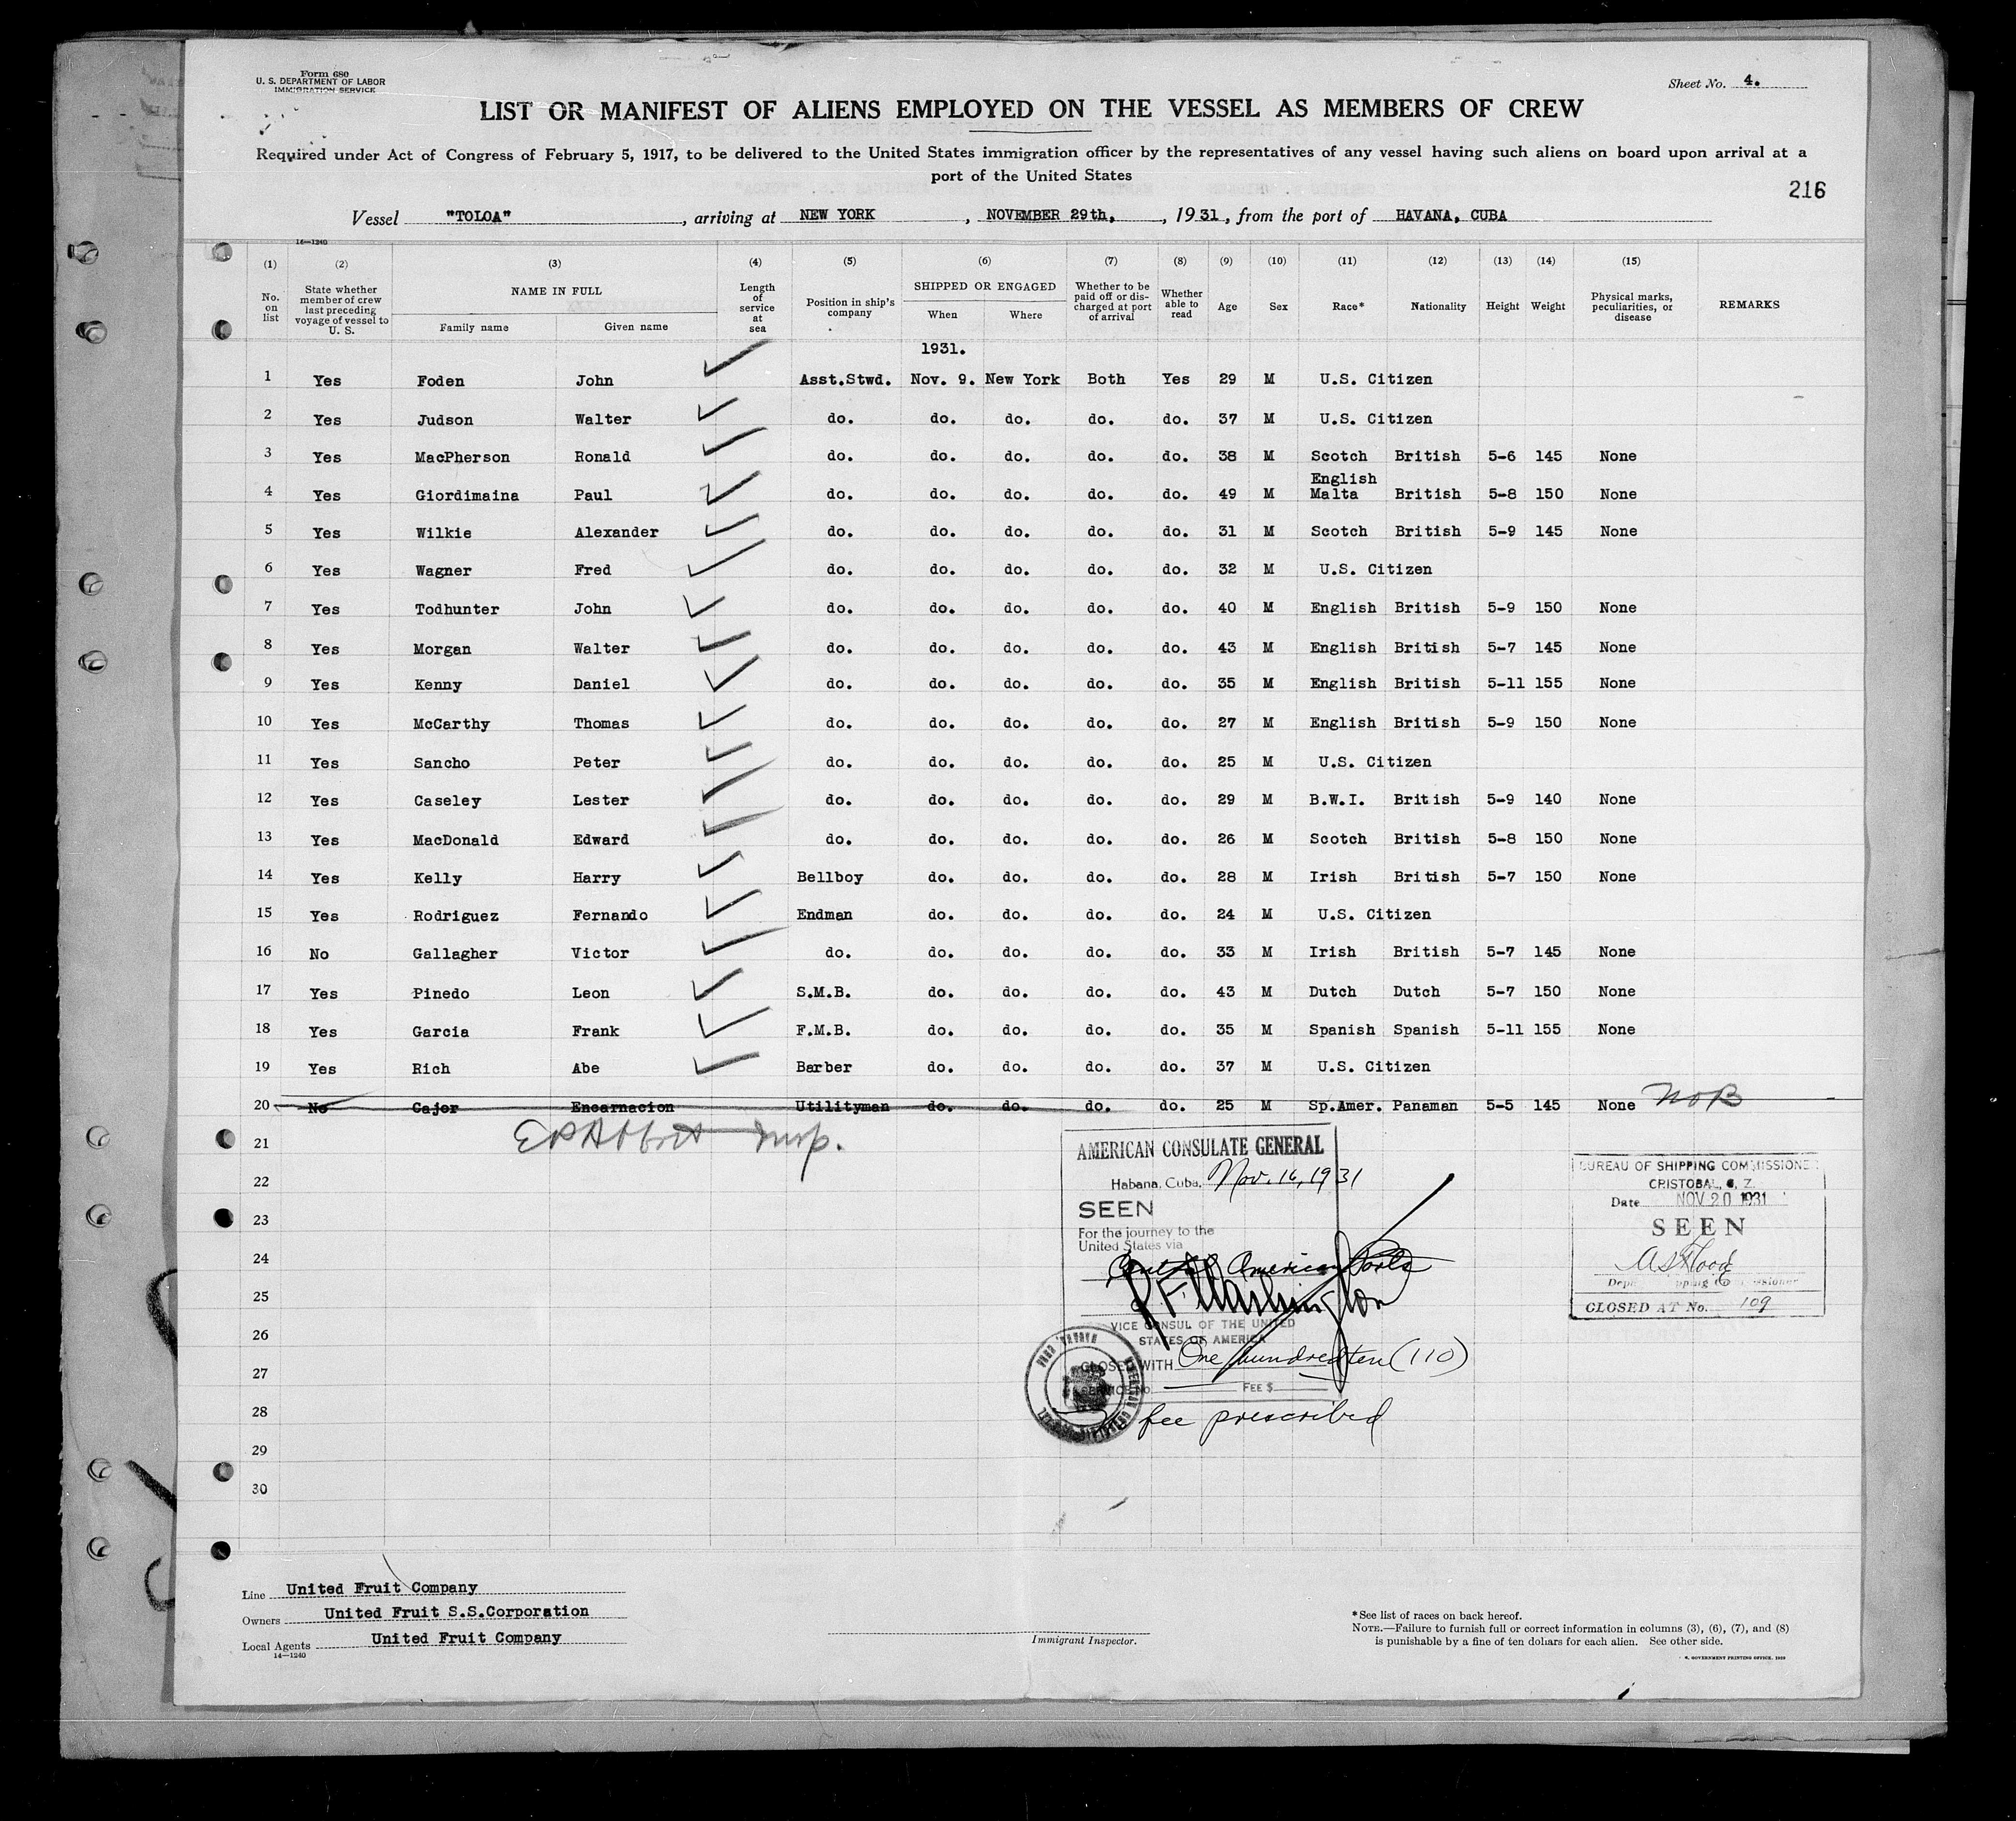 Form 680
U. S. DEPARTMENT OF LABOR
IMMIGRATION SERVICE
Sheet No. 4.
LIST OR MANIFEST OF ALIENS EMPLOYED ON THE VESSEL AS MEMBERS OF CREW
Required under Act of Congress of February 5, 1917, to be delivered to the United States immigration officer by the representatives of any vessel having such aliens on board upon arrival at a
port of the United States
216
Vessel "TOLOA", arriving at NEW YORK, NOVEMBER 29th, 1931, from the port of HAVANA, CUBA
16—1240
(1) (2) (3) (4) (5) (6) (7) (8) (9) (10) (11) (12) (13) (14) (15)
No. on list State whether member of crew last preceding voyage of vessel to U. S. NAME IN FULL Family name Given name Length of service at sea Position in ship's company SHIPPED OR ENGAGED When Where Whether to be paid off or discharged at port of arrival Whether able to read Age Sex Race* Nationality Height Weight Physical marks, peculiarities, or disease REMARKS
1931.
1 Yes Foden John Asst.Stwd. Nov. 9. New York Both Yes 29 M U.S. Citizen
2 Yes Judson Walter do. do. do. do. do. 37 M U.S. Citizen
3 Yes MacPherson Ronald do. do. do. do. do. 38 M Scotch British 5-6 145 None
4 Yes Giordimaina Paul do. do. do. do. do. 49 M English Malta British 5-8 150 None
5 Yes Wilkie Alexander do. do. do. do. do. 31 M Scotch British 5-9 145 None
6 Yes Wagner Fred do. do. do. do. do. 32 M U.S. Citizen
7 Yes Todhunter John do. do. do. do. do. 40 M English British 5-9 150 None
8 Yes Morgan Walter do. do. do. do. do. 43 M English British 5-7 145 None
9 Yes Kenny Daniel do. do. do. do. do. 35 M English British 5-11 155 None
10 Yes McCarthy Thomas do. do. do. do. do. 27 M English British 5-9 150 None
11 Yes Sancho Peter do. do. do. do. do. 25 M U.S. Citizen
12 Yes Caseley Lester do. do. do. do. do. 29 M B.W.I. British 5-9 140 None
13 Yes MacDonald Edward do. do. do. do. do. 26 M Scotch British 5-8 150 None
14 Yes Kelly Harry Bellboy do. do. do. do. 28 M Irish British 5-7 150 None
15 Yes Rodriguez Fernando Endman do. do. do. do. 24 M U.S. Citizen
16 No Gallagher Victor do. do. do. do. do. 33 M Irish British 5-7 145 None
17 Yes Pinedo Leon S.M.B. do. do. do. do. 43 M Dutch Dutch 5-7 150 None
18 Yes Garcia Frank F.M.B. do. do. do. do. 35 M Spanish Spanish 5-11 155 None
19 Yes Rich Abe Barber do. do. do. do. 37 M U.S. Citizen
20 No Cajor Encarnacion Utilityman do. do. do. do. 25 M Sp.Amer. Panaman 5-5 145 None NOB
21 Insp.
22
23
24
25
26
27
28
29
30
AMERICAN CONSULATE GENERAL
Habana, Cuba, Nov. 16, 1931
SEEN
For the journey to the
United States via
Central American Ports
VICE CONSUL OF THE UNITED
STATES OF AMERICA
CLOSED WITH One hundred ten (110)
SERVICE No. FEE $
fee prescribed
BUREAU OF SHIPPING COMMISSIONER
CRISTOBAL, C. Z.
Date NOV 20 1931
SEEN
CLOSED AT No. 109
Line United Fruit Company
Owners United Fruit S.S.Corporation
Local Agents United Fruit Company
14—1240
Immigrant Inspector.
*See list of races on back hereof.
NOTE.—Failure to furnish full or correct information in columns (3), (6), (7), and (8)
is punishable by a fine of ten dollars for each alien. See other side.